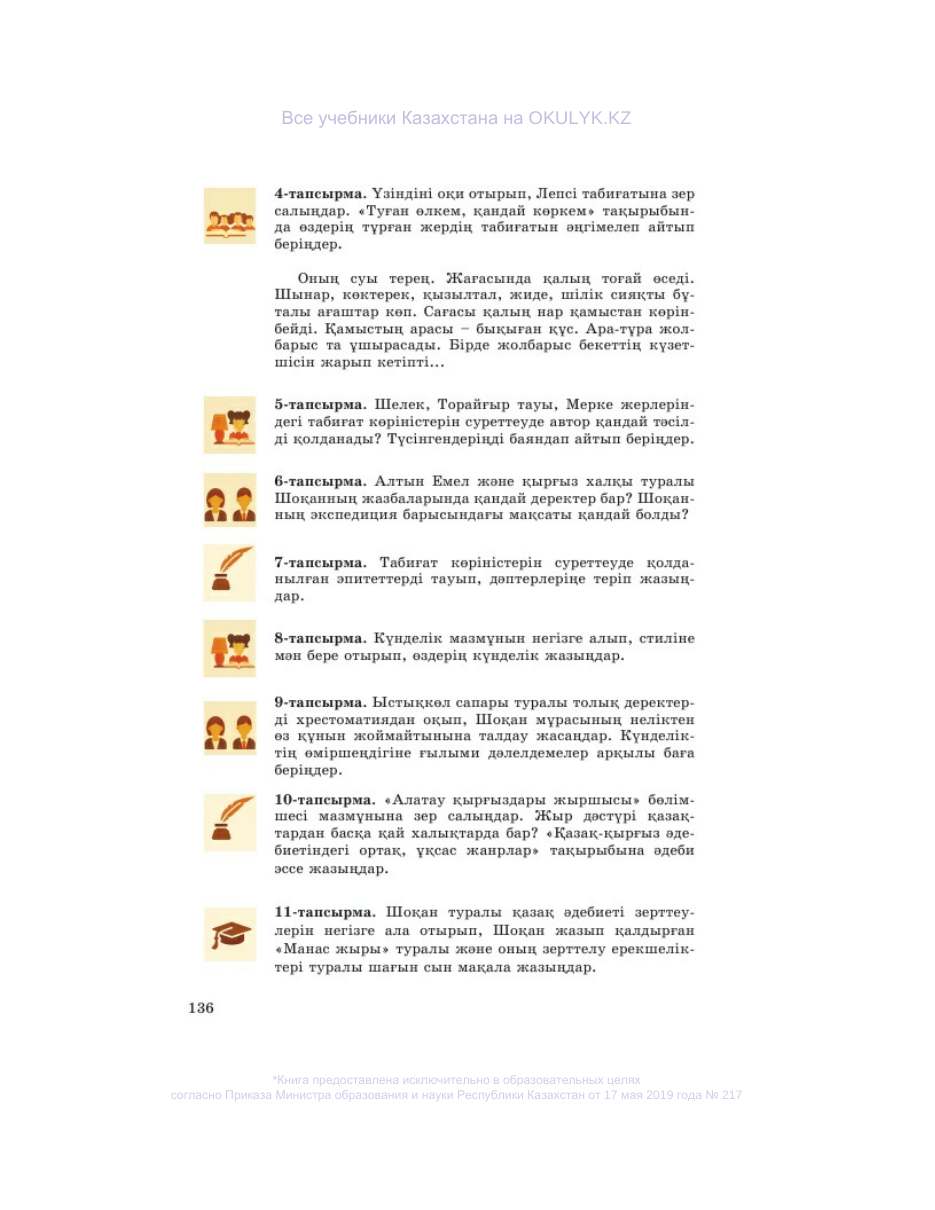 Все учебники Казахстана на OKULYK.KZ
4-тапсырма. Үзіндіні оқи отырып, Лепсі табиғатына зер
салыңдар. «Туған өлкем, қандай көркем» тақырыбын-
да өздерің тұрған жердің табиғатын әңгімелеп айтып
беріңдер.
Оның суы терең. Жағасында қалың тоғай өседі.
Шынар, көктерек, қызылтал, жиде, шілік сияқты бұ-
талы ағаштар көп. Сағасы қалың нар қамыстан көрін-
бейді. Қамыстың арасы – бықыған құс. Ара-тұра жол-
барыс та ұшырасады. Бірде жолбарыс бекеттің күзет-
шісін жарып кетіпті...
5-тапсырма. Шелек, Торайғыр тауы, Мерке жерлерін-
дегі табиғат көріністерін суреттеуде автор қандай тәсіл-
ді қолданады? Түсінгендеріңді баяндап айтып беріңдер.
6-тапсырма. Алтын Емел және қырғыз халқы туралы
Шоқанның жазбаларында қандай деректер бар? Шоқан-
ның экспедиция барысындағы мақсаты қандай болды?
7-тапсырма. Табиғат көріністерін суреттеуде қолда-
нылған эпитеттерді тауып, дәптерлеріңе теріп жазың-
дар.
8-тапсырма. Күнделік мазмұнын негізге алып, стиліне
мән бере отырып, өздерің күнделік жазыңдар.
9-тапсырма. Ыстықкөл сапары туралы толық деректер-
ді хрестоматиядан оқып, Шоқан мұрасының неліктен
өз құнын жоймайтынына талдау жасаңдар. Күнделік-
тің өміршеңдігіне ғылыми дәлелдемелер арқылы баға
беріңдер.
10-тапсырма. «Алатау қырғыздары жыршысы» бөлім-
шесі мазмұнына зер салыңдар. Жыр дәстүрі қазақ-
тардан басқа қай халықтарда бар? «Қазақ-қырғыз әде-
биетіндегі ортақ, ұқсас жанрлар» тақырыбына әдеби
эссе жазыңдар.
11-тапсырма. Шоқан туралы қазақ әдебиеті зерттеу-
лерін негізге ала отырып, Шоқан жазып қалдырған
«Манас жыры» туралы және оның зерттелу ерекшелік-
тері туралы шағын сын мақала жазыңдар.
136
*Книга предоставлена исключительно в образовательных целях
согласно Приказа Министра образования и науки Республики Казахстан от 17 мая 2019 года № 217